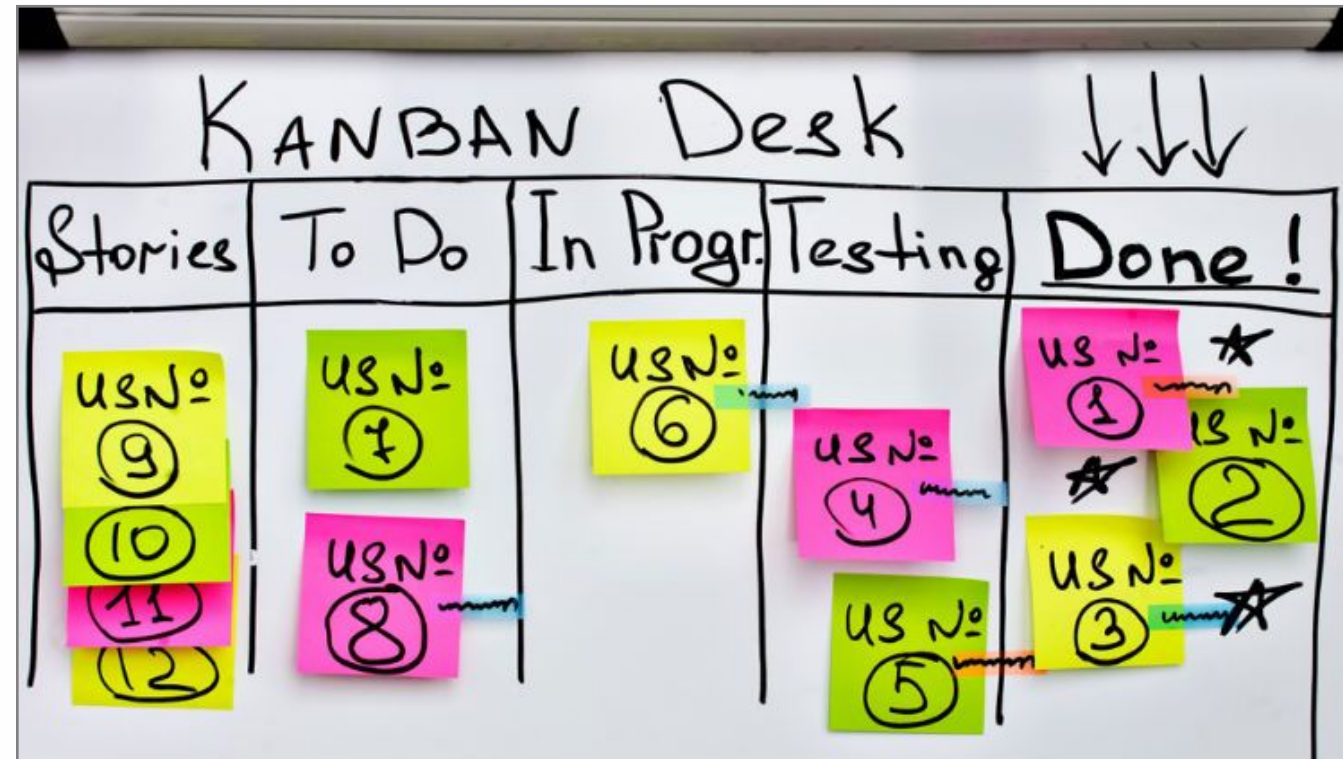 KANBAN Desk
Stories
To Do
In Progr.
Testing
Done!
US Nº
9
10
11
12
US Nº
7
US Nº
8
US Nº
6
US Nº
4
US Nº
5
US Nº
1
US Nº
2
US Nº
3